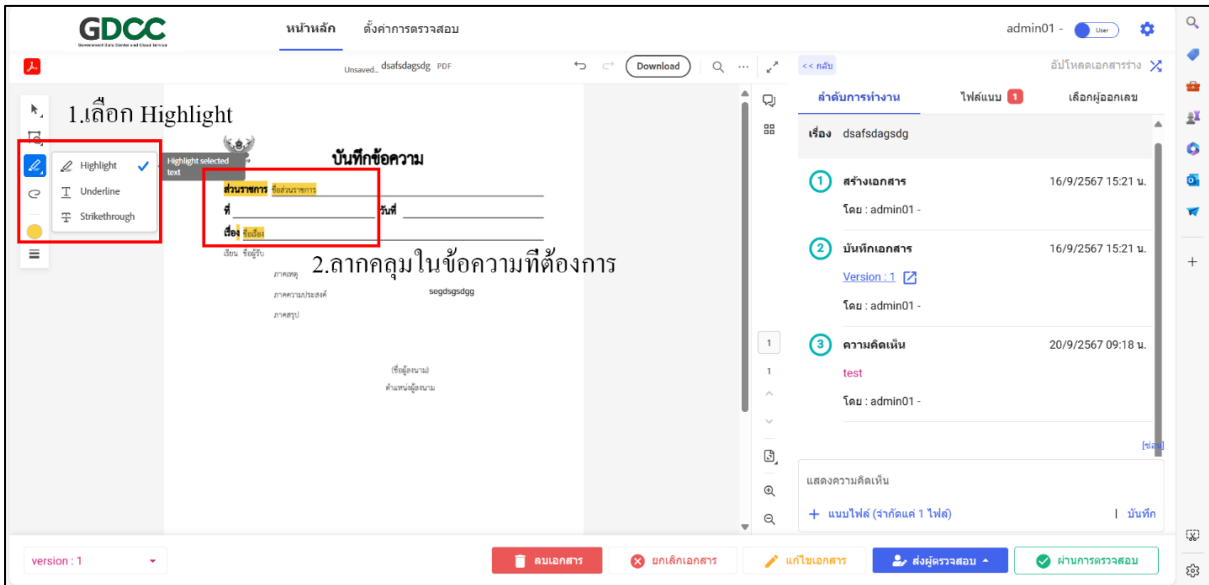 GDCC
Government Data Center and Cloud Service
หน้าหลัก
ตั้งค่าการตรวจสอบ
admin01 -
User
Unsaved_ dsafsdagsdg PDF
Download
<< กลับ
อัปโหลดเอกสารร่าง
1.เลือก Highlight
Highlight
Underline
Strikethrough
Highlight selected
text
บันทึกข้อความ
ส่วนราชการ ชื่อส่วนราชการ
ที่ วันที่
เรื่อง ชื่อเรื่อง
เรียน ชื่อผู้รับ
2.ลากคลุมในข้อความที่ต้องการ
ภาคเหตุ
ภาคความประสงค์
segdsgsdgg
ภาคสรุป
(ชื่อผู้ลงนาม)
ตำแหน่งผู้ลงนาม
1
1
ลำดับการทำงาน
ไฟล์แนบ 1
เลือกผู้ออกเลข
เรื่อง dsafsdagsdg
1 สร้างเอกสาร 16/9/2567 15:21 น.
โดย : admin01 -
2 บันทึกเอกสาร 16/9/2567 15:21 น.
Version : 1
โดย : admin01 -
3 ความคิดเห็น 20/9/2567 09:18 น.
test
โดย : admin01 -
[ซ่อน]
แสดงความคิดเห็น
+ แนบไฟล์ (จำกัดแค่ 1 ไฟล์) | บันทึก
version : 1
ลบเอกสาร
ยกเลิกเอกสาร
แก้ไขเอกสาร
ส่งผู้ตรวจสอบ
ผ่านการตรวจสอบ